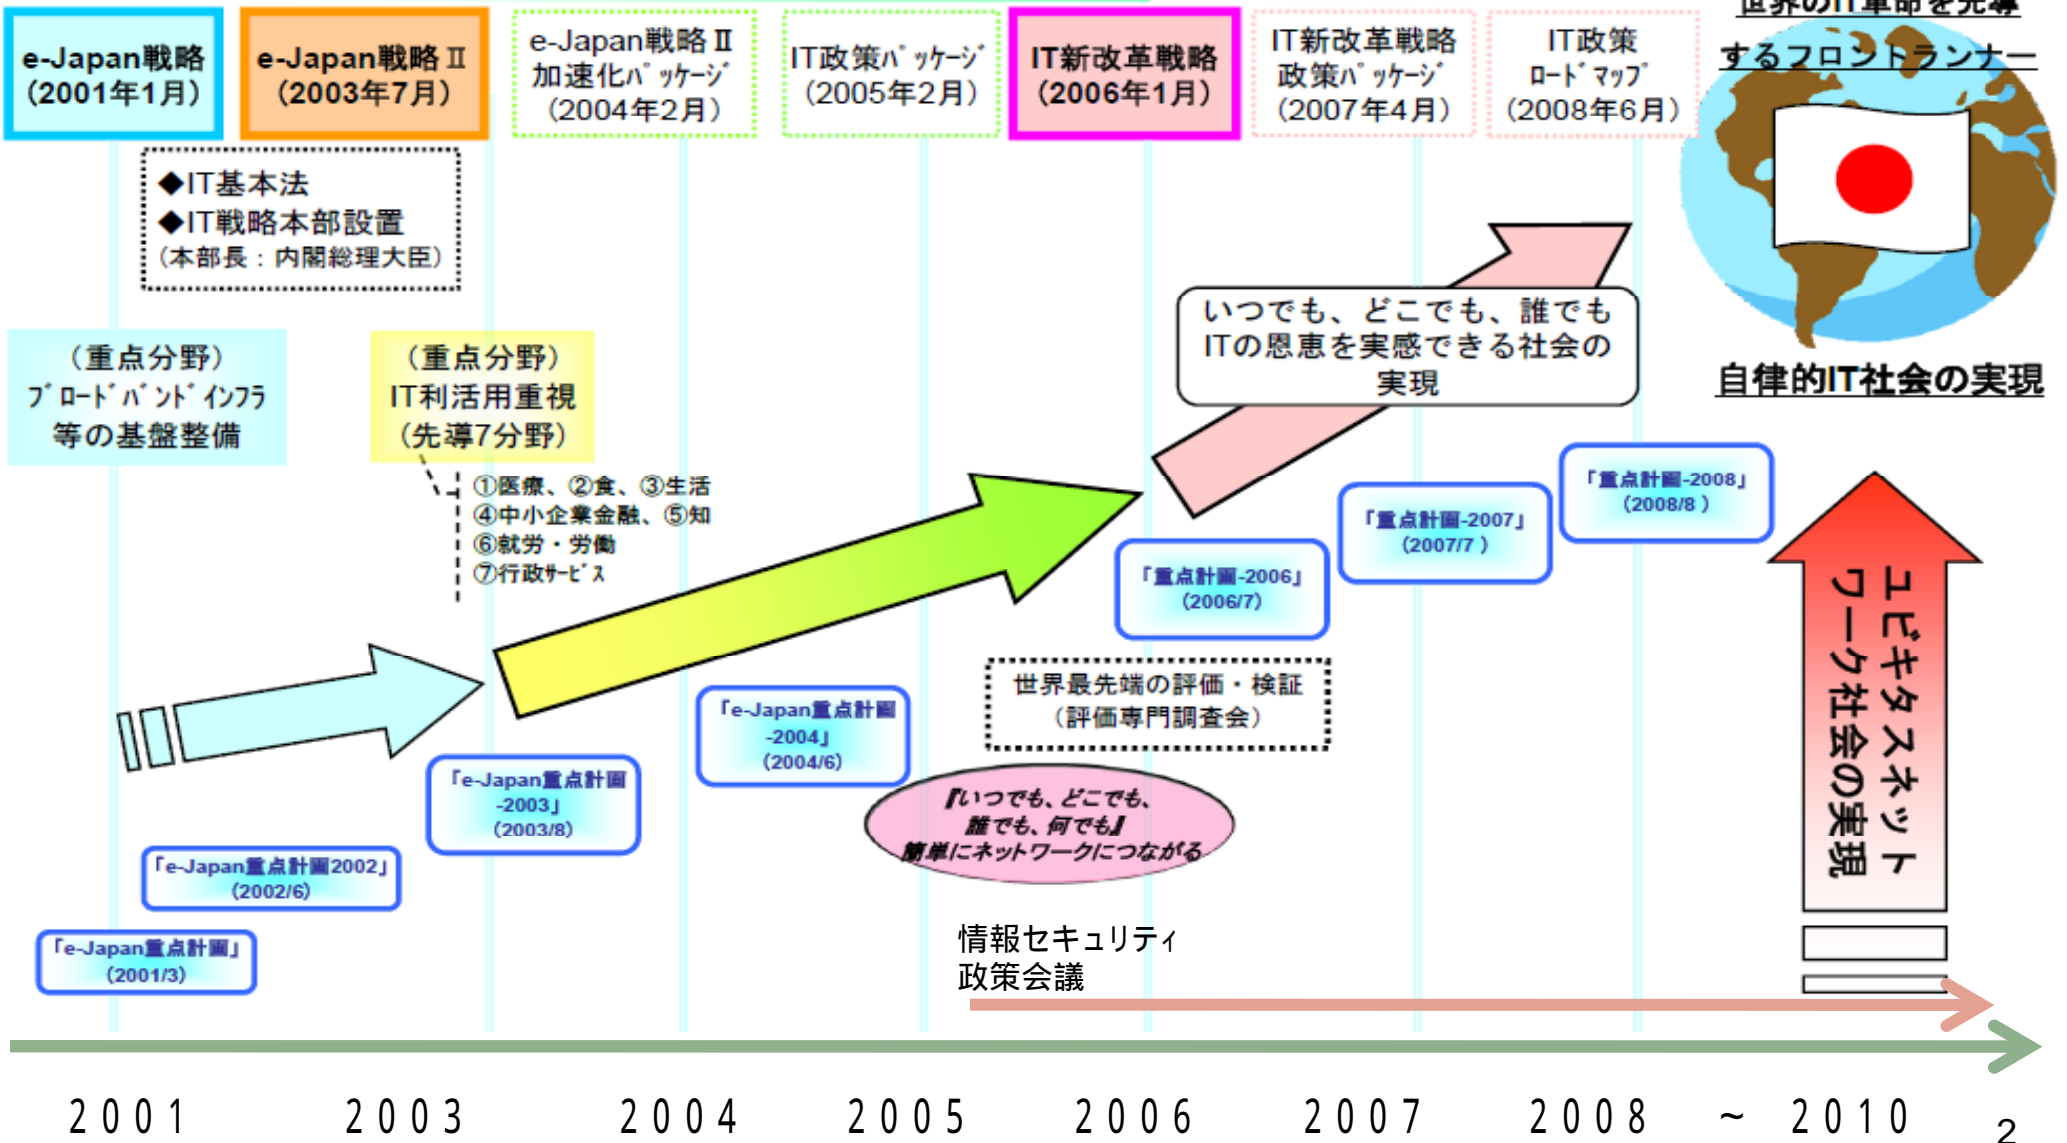 e-Japan戦略
（2001年1月）
e-Japan戦略Ⅱ
（2003年7月）
e-Japan戦略Ⅱ
加速化ﾊﾟｯｹｰｼﾞ
（2004年2月）
IT政策ﾊﾟｯｹｰｼﾞ
（2005年2月）
IT新改革戦略
（2006年1月）
IT新改革戦略
政策ﾊﾟｯｹｰｼﾞ
（2007年4月）
IT政策
ﾛｰﾄﾞﾏｯﾌﾟ
（2008年6月）
世界のIT革命を先導
するフロントランナー
◆IT基本法
◆IT戦略本部設置
（本部長：内閣総理大臣）
（重点分野）
ﾌﾞﾛｰﾄﾞﾊﾞﾝﾄﾞｲﾝﾌﾗ
等の基盤整備
（重点分野）
IT利活用重視
（先導7分野）
①医療、②食、③生活
④中小企業金融、⑤知
⑥就労・労働
⑦行政ｻｰﾋﾞｽ
いつでも、どこでも、誰でも
ITの恩恵を実感できる社会の
実現
自律的IT社会の実現
「重点計画-2008」
（2008/8 ）
「重点計画-2007」
（2007/7 ）
「重点計画-2006」
（2006/7）
ユビキタスネット
ワーク社会の実現
世界最先端の評価・検証
（評価専門調査会）
「e-Japan重点計画
-2004」
（2004/6）
「e-Japan重点計画
-2003」
（2003/8）
『いつでも、どこでも、
誰でも、何でも』
簡単にネットワークにつながる
「e-Japan重点計画2002」
（2002/6）
「e-Japan重点計画」
（2001/3）
情報セキュリティ
政策会議
2001 2003 2004 2005 2006 2007 2008 ~ 2010
2